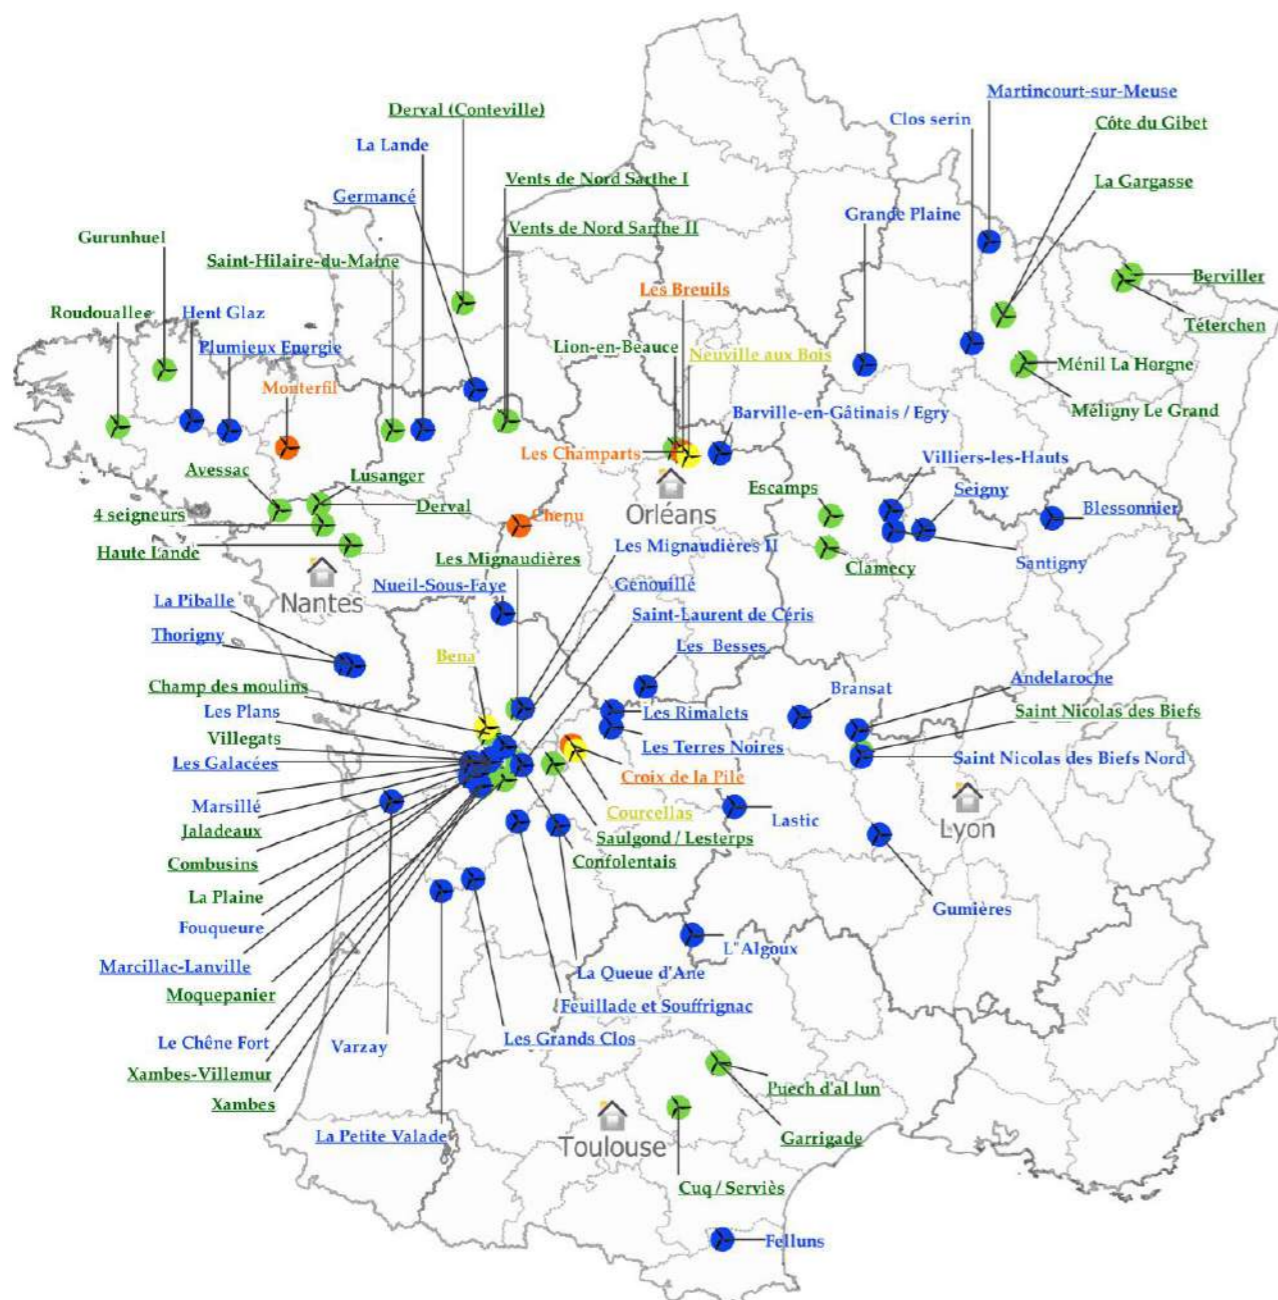 Martincourt-sur-Meuse
Derval (Conteville)
Clos serin
Côte du Gibet
La Lande
Vents de Nord Sarthe I
La Gargasse
Germancé
Grande Plaine
Gurunhuel
Vents de Nord Sarthe II
Saint-Hilaire-du-Maine
Berviller
Les Breuils
Roudouallec
Hent Glaz
Téterchen
Lion-en-Beauce
Neuville aux Bois
Plumieux Energie
Ménil La Horgne
Monterfil
Méligny Le Grand
Barville-en-Gâtinais / Egry
Les Champarts
Villiers-les-Hauts
Avessac
Lusanger
Escamps
Seigny
Derval
Orléans
Blessonnier
4 seigneurs
Chenu
Les Mignaudières II
Haute Lande
Les Mignaudières
Santigny
Clamecy
Nueil-Sous-Faye
Genouillé
Nantes
La Piballe
Saint-Laurent de Céris
Thorigny
Les Besses
Bena
Andelaroche
Champ des moulins
Bransat
Les Plans
Les Rimalets
Saint Nicolas des Biefs
Villegats
Les Terres Noires
Les Galacées
Saint Nicolas des Biefs Nord
Croix de la Pile
Marsillé
Courcellas
Lastic
Lyon
Jaladeaux
Saulgond / Lesterps
Combusins
Confolentais
La Plaine
Gumières
Fouqueure
L"Algoux
Marcillac-Lanville
La Queue d'Ane
Moquepanier
Feuillade et Souffrignac
Le Chêne Fort
Varzay
Les Grands Clos
Xambes-Villemur
Puech d'al lun
Xambes
La Petite Valade
Toulouse
Garrigade
Cuq / Serviès
Felluns